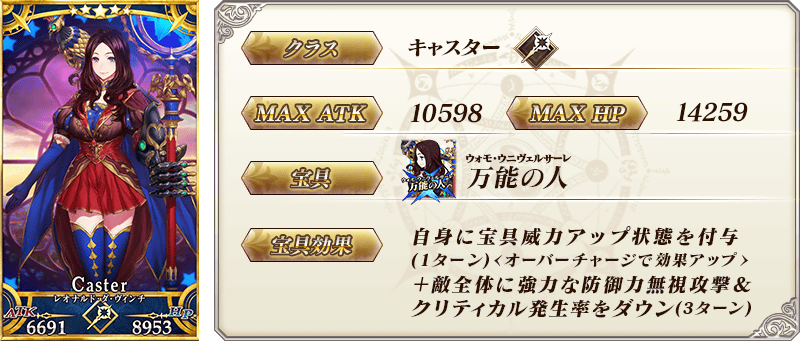 Caster
レオナルド・ダ・ヴィンチ
ATK
6691
HP
8953
クラス
キャスター
MAX ATK
10598
MAX HP
14259
宝具
万能の人
ウォモ・ウニヴェルサーレ
万能の人
宝具効果
自身に宝具威力アップ状態を付与
(1ターン)<オーバーチャージで効果アップ>
＋敵全体に強力な防御力無視攻撃&
クリティカル発生率をダウン(3ターン)